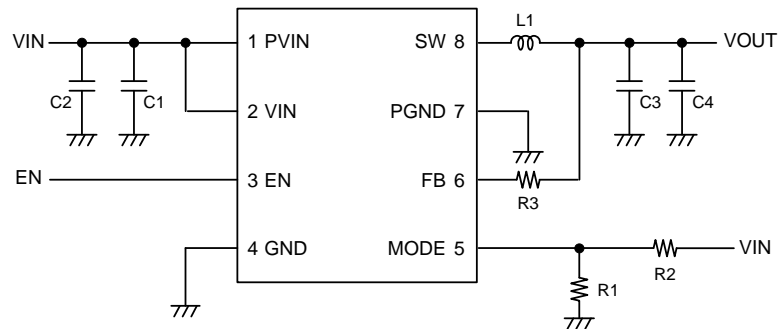 L1
VIN 1 PVIN SW 8 VOUT
C2 C1 C3 C4
2 VIN PGND 7
EN 3 EN FB 6
R3
4 GND MODE 5 VIN
R2
R1